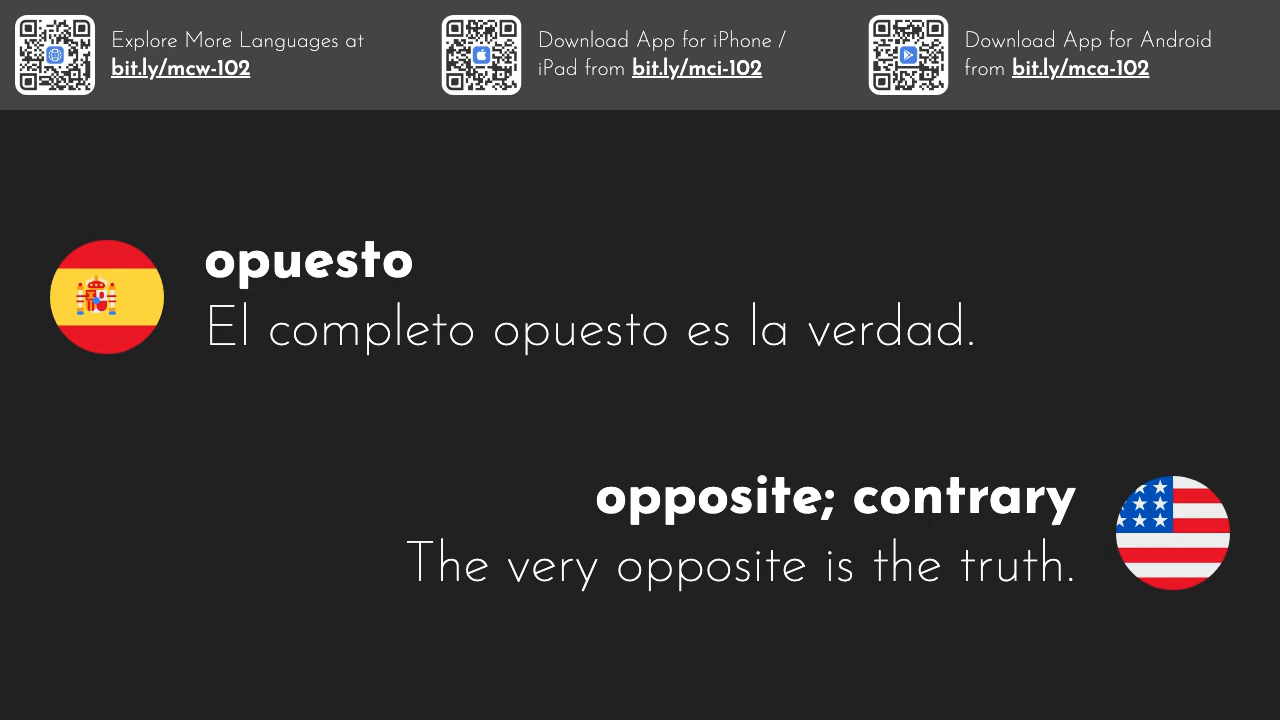 Explore More Languages at
bit.ly/mcw-102
Download App for iPhone /
iPad from bit.ly/mci-102
Download App for Android
from bit.ly/mca-102
opuesto
El completo opuesto es la verdad.
opposite; contrary
The very opposite is the truth.